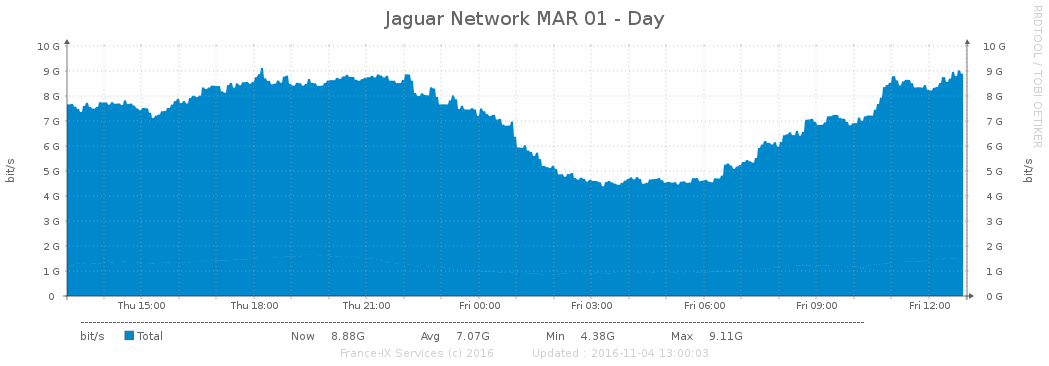 Jaguar Network MAR 01 - Day
RRDTOOL / TOBI OETIKER
10 G 10 G
9 G 9 G
8 G 8 G
7 G 7 G
6 G 6 G
5 G 5 G
4 G 4 G
3 G 3 G
2 G 2 G
1 G 1 G
0 0 G
bit/s
bit/s
Thu 15:00 Thu 18:00 Thu 21:00 Fri 00:00 Fri 03:00 Fri 06:00 Fri 09:00 Fri 12:00
bit/s Total Now 8.88G Avg 7.07G Min 4.38G Max 9.11G
France-IX Services (c) 2016 Updated : 2016-11-04 13:00:03